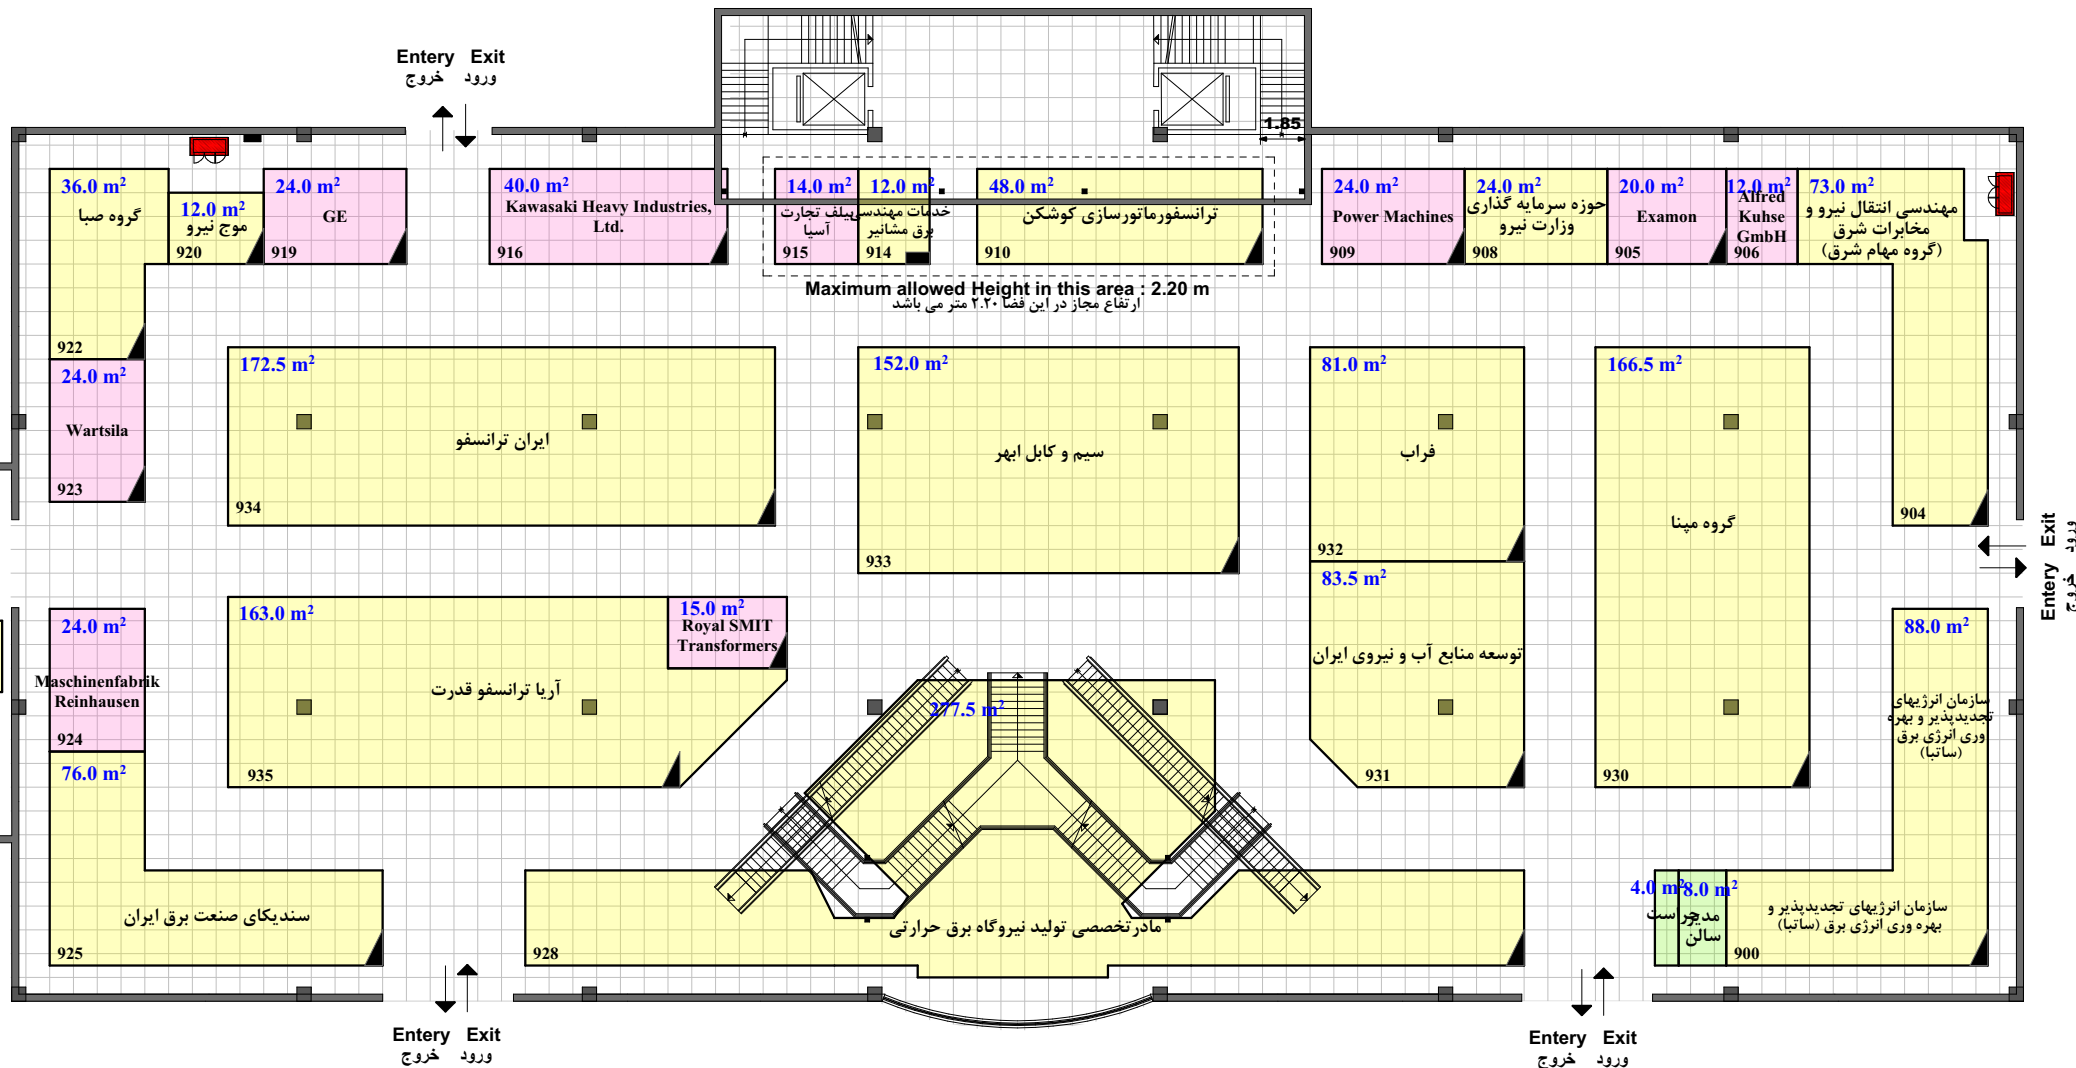 Entery Exit
خروج ورود
1.85
36.0 m²
گروه صبا
922
12.0 m²
موج نیرو
920
24.0 m²
GE
919
40.0 m²
Kawasaki Heavy Industries,
Ltd.
916
14.0 m²
پیلف تجارت
آسیا
915
12.0 m²
خدمات مهندسی
برق مشانیر
914
48.0 m²
ترانسفورماتورسازی کوشکن
910
24.0 m²
Power Machines
909
24.0 m²
حوزه سرمایه گذاری
وزارت نیرو
908
20.0 m²
Examon
905
12.0 m²
Alfred
Kuhse
GmbH
906
73.0 m²
مهندسی انتقال نیرو و
مخابرات شرق
(گروه مهام شرق)
904
Maximum allowed Height in this area : 2.20 m
ارتفاع مجاز در این فضا ۲.۲۰ متر می باشد
24.0 m²
Wartsila
923
172.5 m²
ایران ترانسفو
934
152.0 m²
سیم و کابل ابهر
933
81.0 m²
فراب
932
166.5 m²
گروه مپنا
930
Entery Exit
خروج ورود
24.0 m²
Maschinenfabrik
Reinhausen
924
163.0 m²
آریا ترانسفو قدرت
935
15.0 m²
Royal SMIT
Transformers
83.5 m²
توسعه منابع آب و نیروی ایران
931
88.0 m²
سازمان انرژیهای
تجدیدپذیر و بهره
وری انرژی برق
(ساتبا)
76.0 m²
سندیکای صنعت برق ایران
925
277.5 m²
مادرتخصصی تولید نیروگاه برق حرارتی
928
4.0 m²
حراست
8.0 m²
مدیر
سالن
سازمان انرژیهای تجدیدپذیر و
بهره وری انرژی برق (ساتبا)
900
Entery Exit
خروج ورود
Entery Exit
خروج ورود